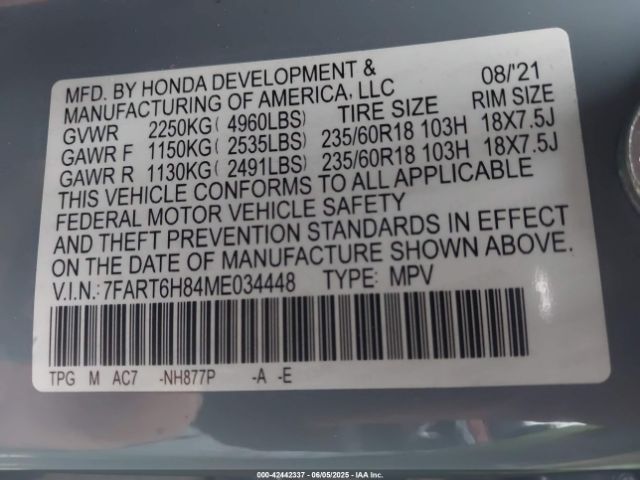 MFD. BY HONDA DEVELOPMENT & 08/'21
MANUFACTURING OF AMERICA, LLC
GVWR 2250KG( 4960LBS) TIRE SIZE RIM SIZE
GAWR F 1150KG( 2535LBS) 235/60R18 103H 18X7.5J
GAWR R 1130KG( 2491LBS) 235/60R18 103H 18X7.5J
THIS VEHICLE CONFORMS TO ALL APPLICABLE
FEDERAL MOTOR VEHICLE SAFETY
AND THEFT PREVENTION STANDARDS IN EFFECT
ON THE DATE OF MANUFACTURE SHOWN ABOVE.
V.I.N.:7FART6H84ME034448 TYPE: MPV
TPG M AC7 -NH877P -A -E
000-42442337 - 06/05/2025 - IAA Inc.